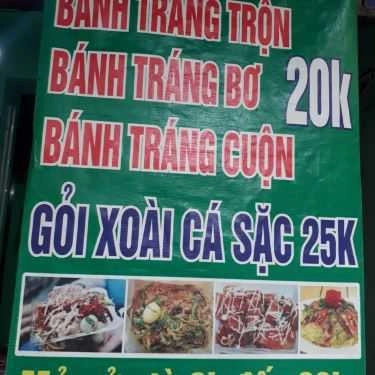 BÁNH TRÁNG TRỘN
BÁNH TRÁNG BƠ 20k
BÁNH TRÁNG CUỘN
GỎI XOÀI CÁ SẶC 25K